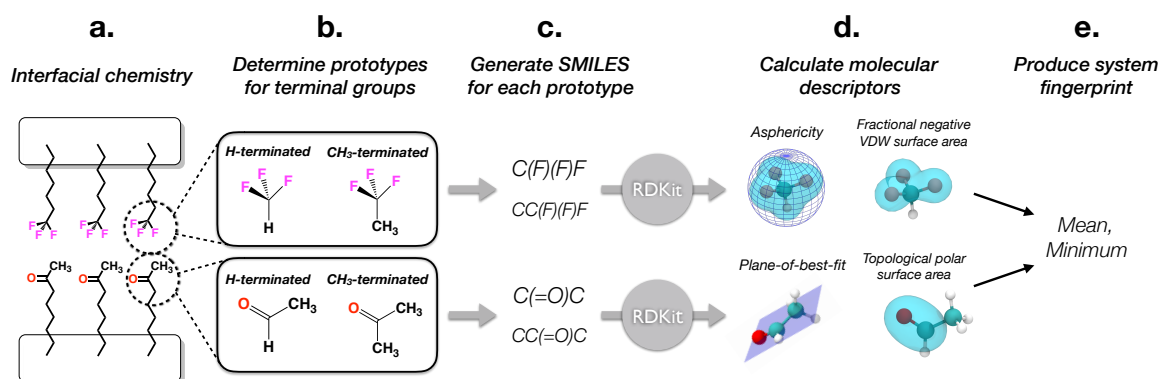 a.
Interfacial chemistry
F F F F F F F F F
O CH3 O CH3 O CH3
b.
Determine prototypes
for terminal groups
H-terminated CH3-terminated
F F F H
F F F CH3
H-terminated CH3-terminated
O CH3 H
O CH3 CH3
c.
Generate SMILES
for each prototype
C(F)(F)F
CC(F)(F)F
C(=O)C
CC(=O)C
RDKit
RDKit
d.
Calculate molecular
descriptors
Asphericity
Fractional negative
VDW surface area
Plane-of-best-fit
Topological polar
surface area
e.
Produce system
fingerprint
Mean,
Minimum